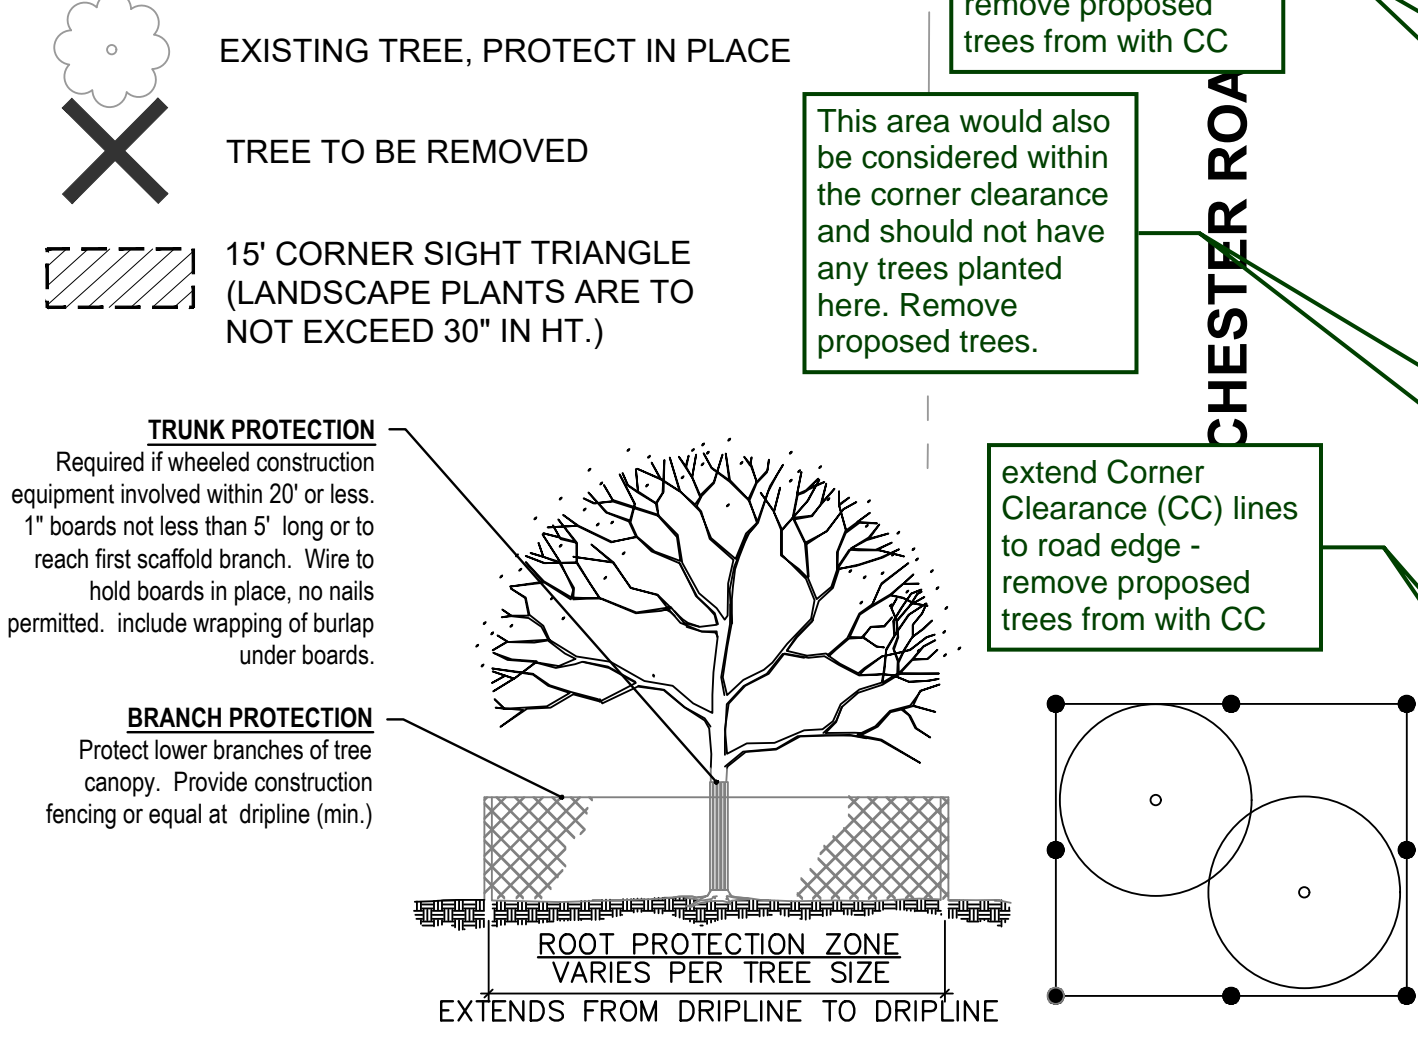 EXISTING TREE, PROTECT IN PLACE
TREE TO BE REMOVED
15' CORNER SIGHT TRIANGLE
(LANDSCAPE PLANTS ARE TO
NOT EXCEED 30" IN HT.)
remove proposed
trees from with CC
This area would also
be considered within
the corner clearance
and should not have
any trees planted
here. Remove
proposed trees.
CHESTER ROA
extend Corner
Clearance (CC) lines
to road edge -
remove proposed
trees from with CC
TRUNK PROTECTION
Required if wheeled construction
equipment involved within 20' or less.
1" boards not less than 5' long or to
reach first scaffold branch. Wire to
hold boards in place, no nails
permitted. include wrapping of burlap
under boards.
BRANCH PROTECTION
Protect lower branches of tree
canopy. Provide construction
fencing or equal at dripline (min.)
ROOT PROTECTION ZONE
VARIES PER TREE SIZE
EXTENDS FROM DRIPLINE TO DRIPLINE